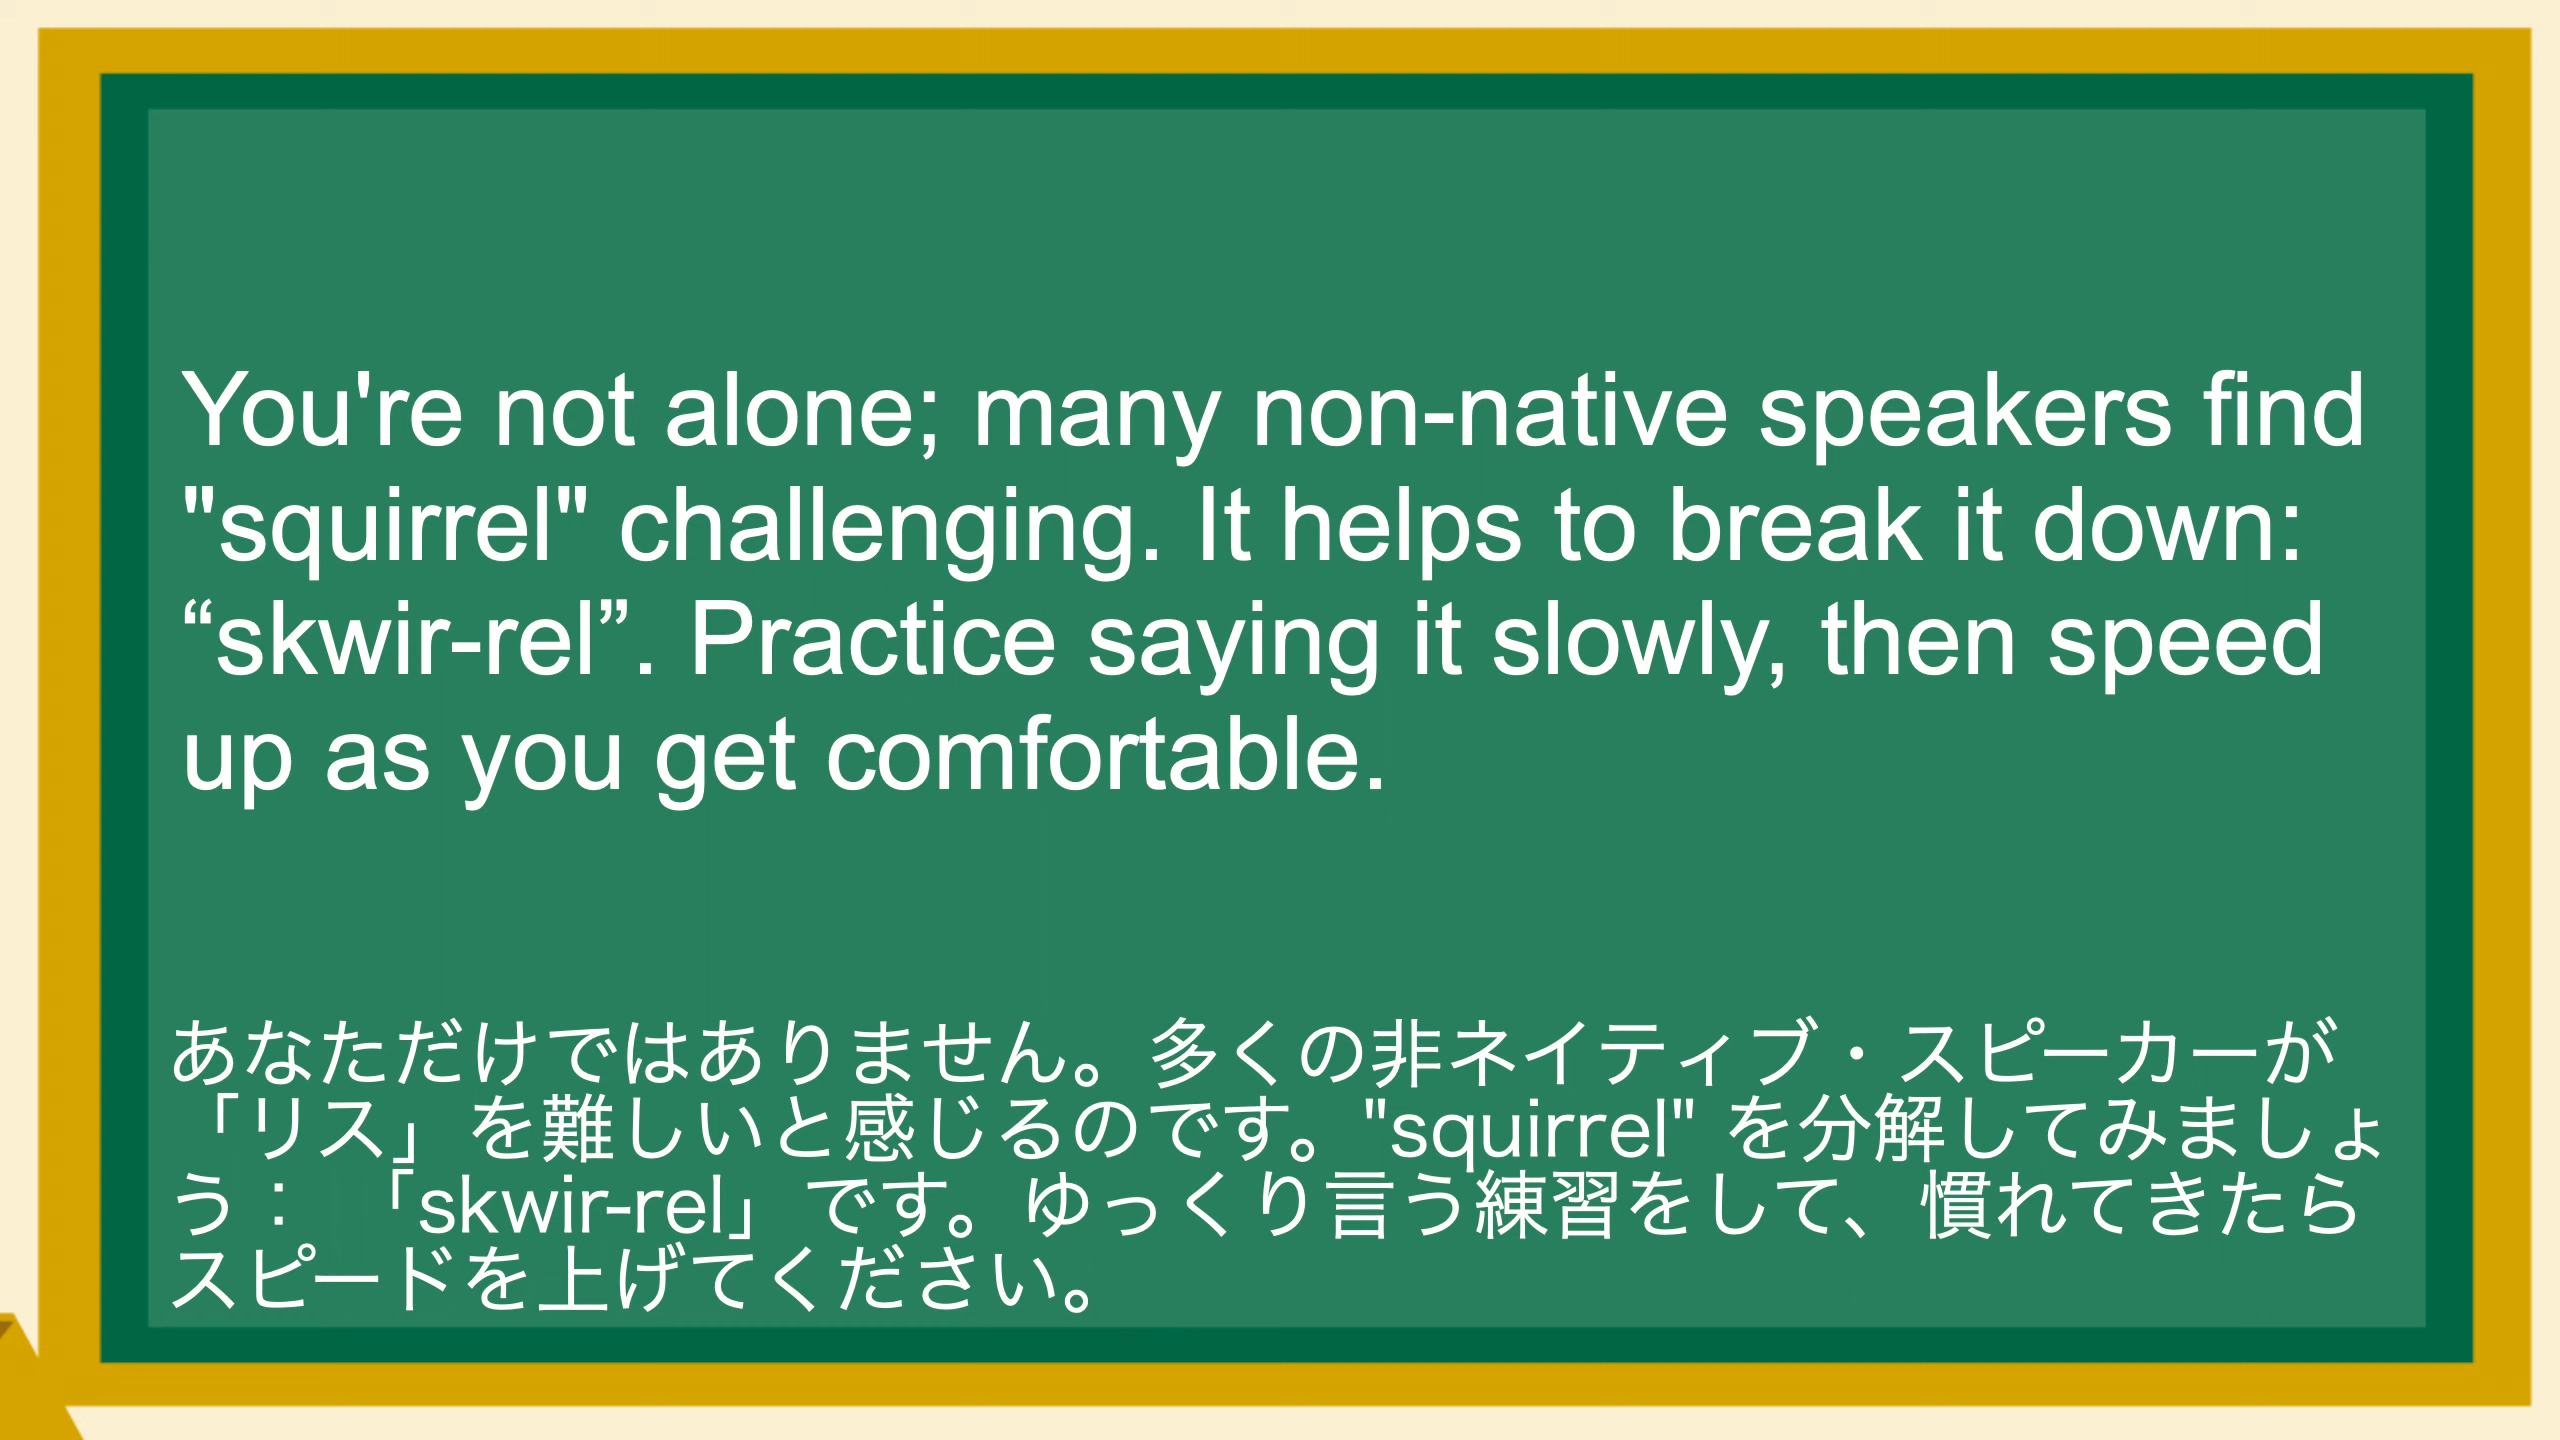 You're not alone; many non-native speakers find
"squirrel" challenging. It helps to break it down:
“skwir-rel”. Practice saying it slowly, then speed
up as you get comfortable.
あなただけではありません。多くの非ネイティブ・スピーカーが
「リス」を難しいと感じるのです。"squirrel" を分解してみましょ
う： 「skwir-rel」です。ゆっくり言う練習をして、慣れてきたら
スピードを上げてください。